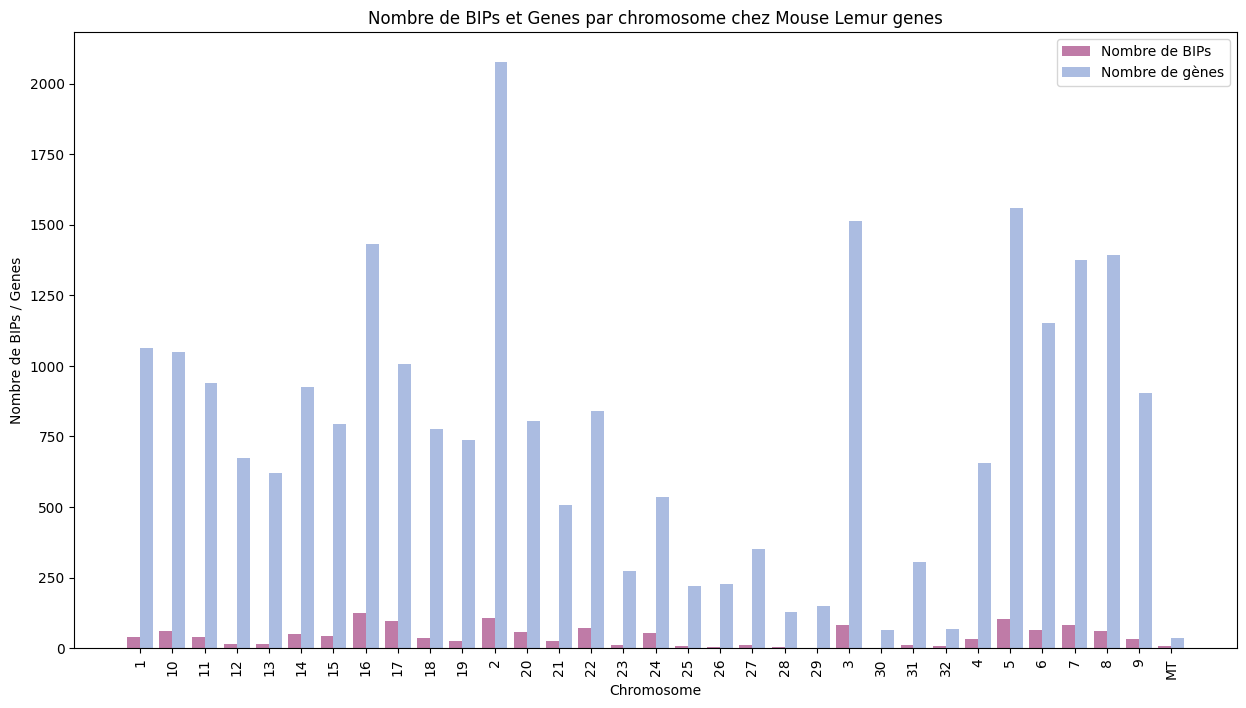 Nombre de BIPs et Genes par chromosome chez Mouse Lemur genes
Nombre de BIPs
Nombre de gènes
Nombre de BIPs / Genes
2000
1750
1500
1250
1000
750
500
250
0
1 10 11 12 13 14 15 16 17 18 19 2 20 21 22 23 24 25 26 27 28 29 3 30 31 32 4 5 6 7 8 9 MT
Chromosome